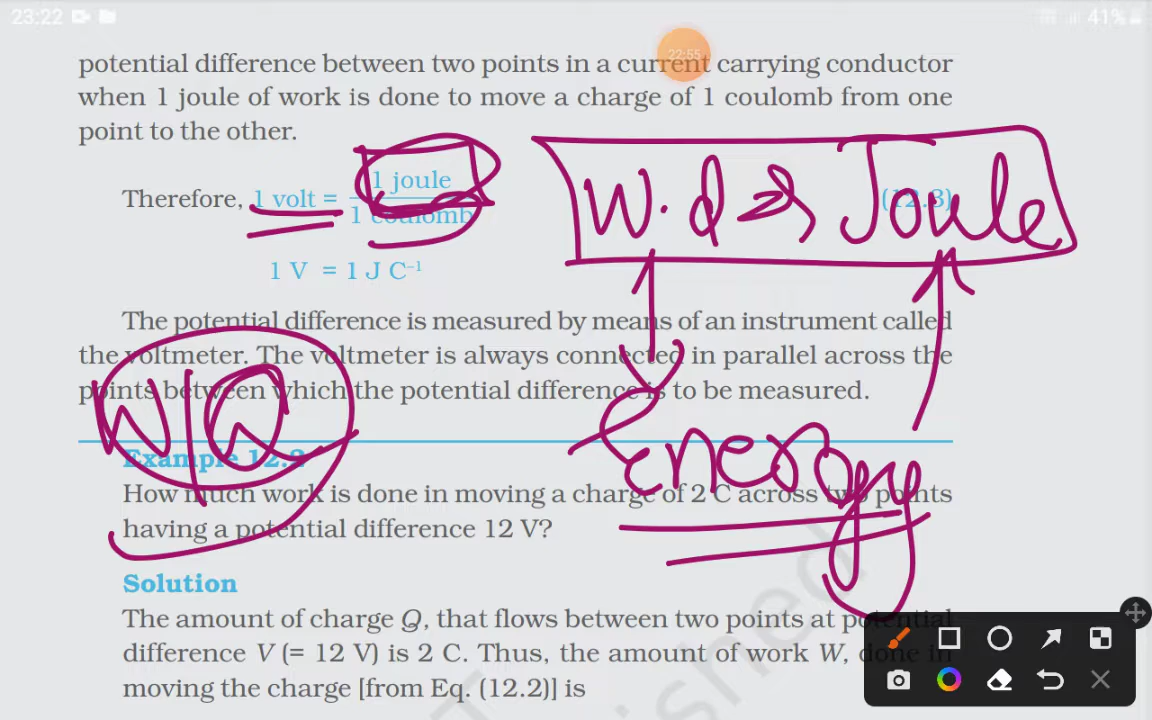 23:22
41%
22:55
potential difference between two points in a current carrying conductor
when 1 joule of work is done to move a charge of 1 coulomb from one
point to the other.
Therefore, 1 volt = 1 joule / 1 coulomb (12.3)
W.d → Joule
1 V = 1 J C⁻¹
The potential difference is measured by means of an instrument called
the voltmeter. The voltmeter is always connected in parallel across the
points between which the potential difference is to be measured.
W/Q
energy
Example 12.2
How much work is done in moving a charge of 2 C across two points
having a potential difference 12 V?
Solution
The amount of charge Q, that flows between two points at potential
difference V (= 12 V) is 2 C. Thus, the amount of work W, done in
moving the charge [from Eq. (12.2)] is